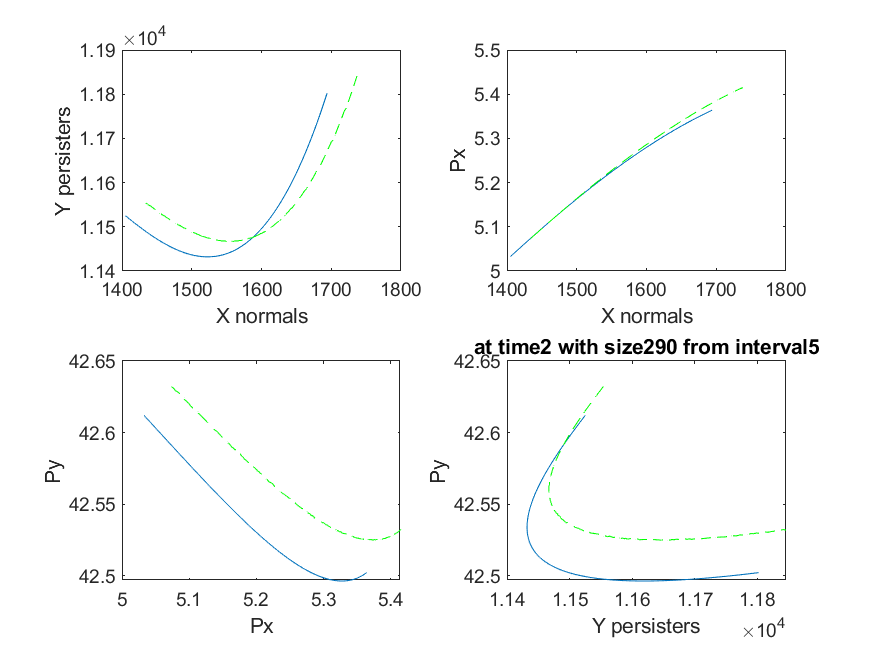 ×10^4
1.19
1.18
1.17
1.16
1.15
1.14
Y persisters
1400 1500 1600 1700 1800
X normals
5.5
5.4
5.3
5.2
5.1
5
Px
1400 1500 1600 1700 1800
X normals
42.65
42.6
42.55
42.5
Py
5 5.1 5.2 5.3 5.4
Px
at time2 with size290 from interval5
42.65
42.6
42.55
42.5
Py
1.14 1.15 1.16 1.17 1.18
Y persisters
×10^4